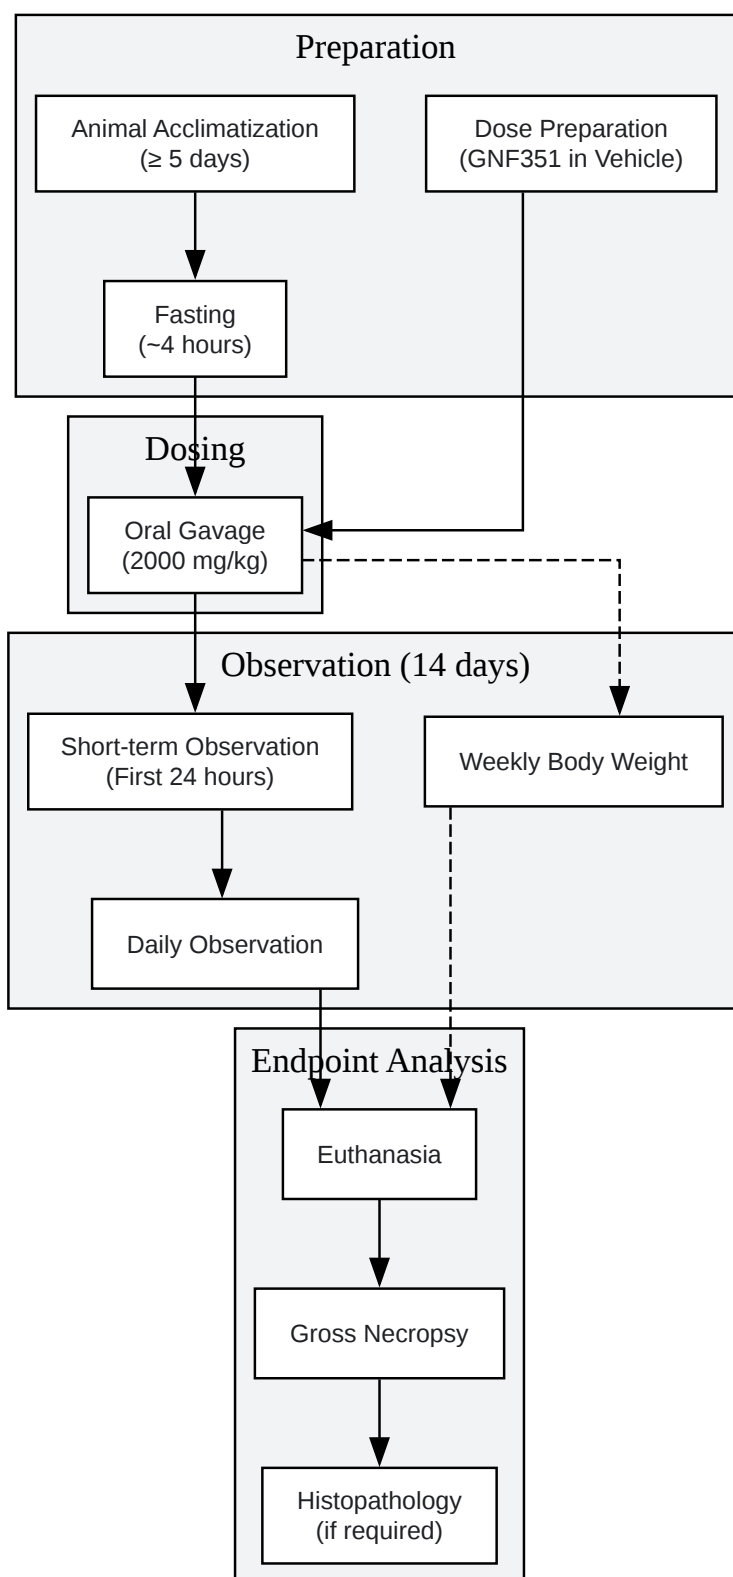 Preparation
Animal Acclimatization
(≥ 5 days)
Dose Preparation
(GNF351 in Vehicle)
Fasting
(~4 hours)
Dosing
Oral Gavage
(2000 mg/kg)
Observation (14 days)
Short-term Observation
(First 24 hours)
Weekly Body Weight
Daily Observation
Endpoint Analysis
Euthanasia
Gross Necropsy
Histopathology
(if required)